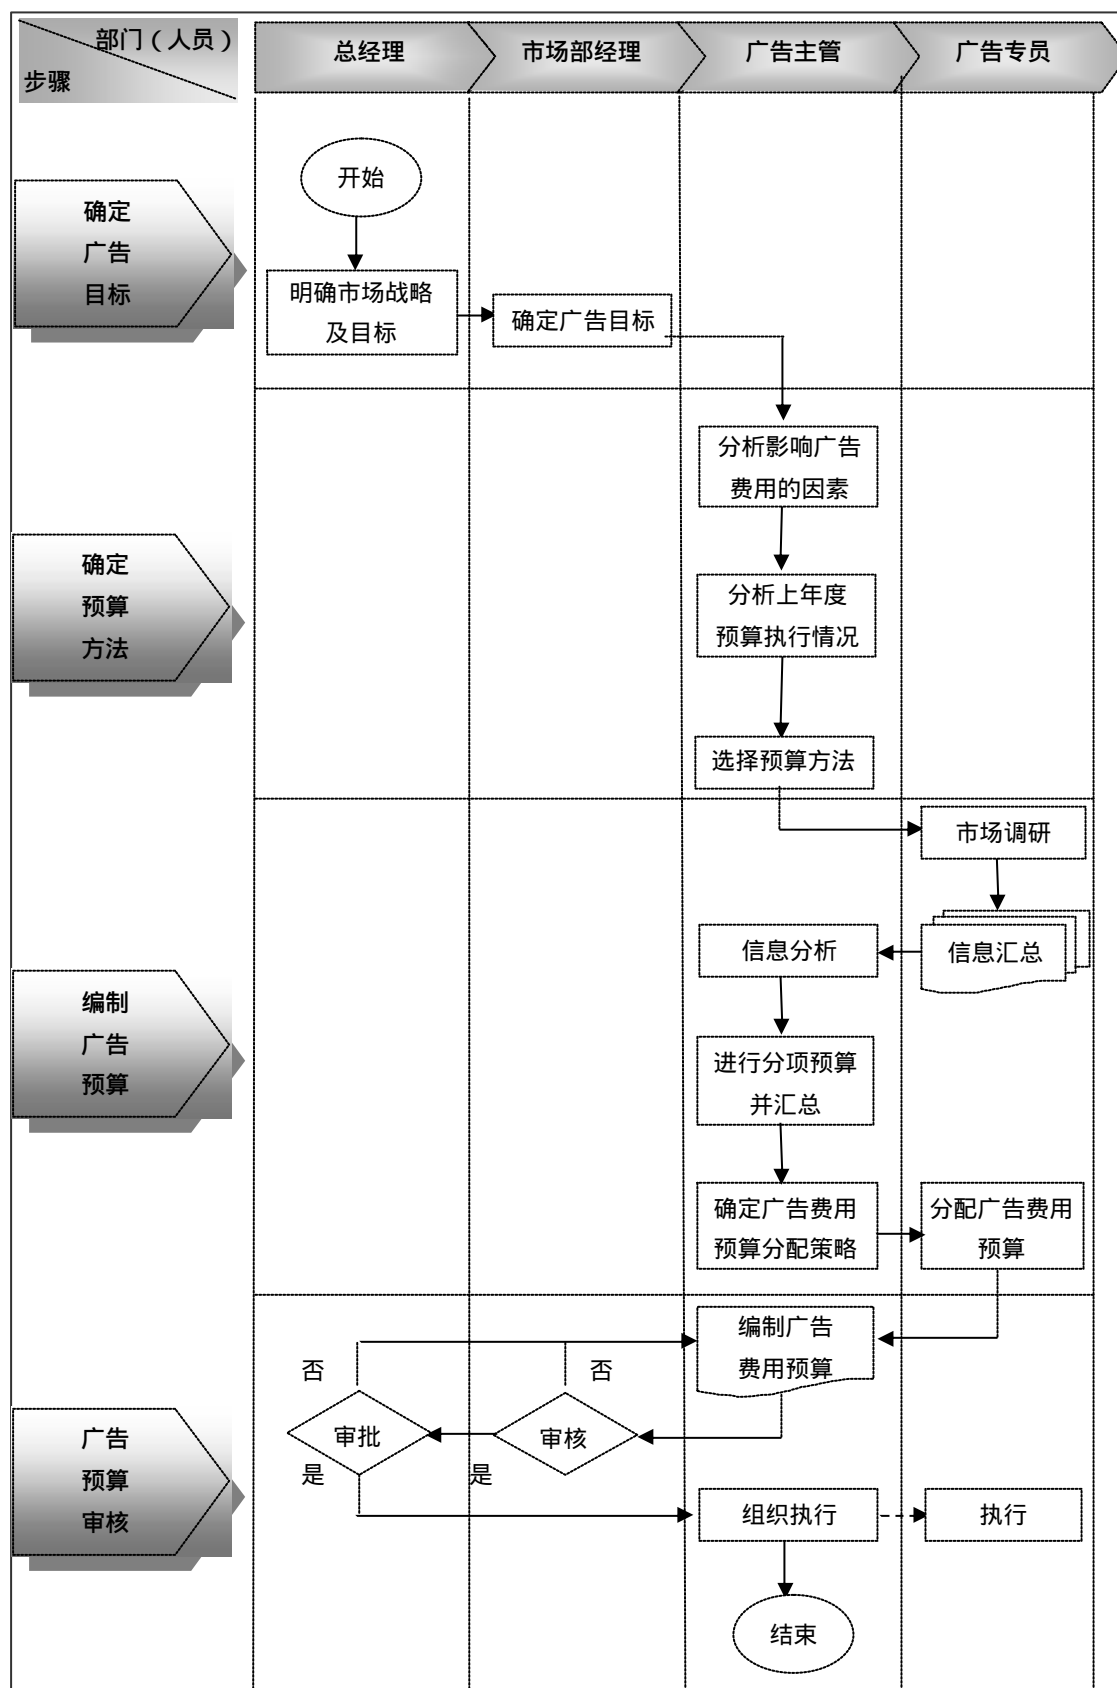 部门（人员）
步骤
总经理
市场部经理
广告主管
广告专员
确定
广告
目标
开始
明确市场战略
及目标
确定广告目标
确定
预算
方法
分析影响广告
费用的因素
分析上年度
预算执行情况
选择预算方法
编制
广告
预算
市场调研
信息汇总
信息分析
进行分项预算
并汇总
确定广告费用
预算分配策略
分配广告费用
预算
广告
预算
审核
编制广告
费用预算
否
否
审批
审核
是
是
组织执行
执行
结束